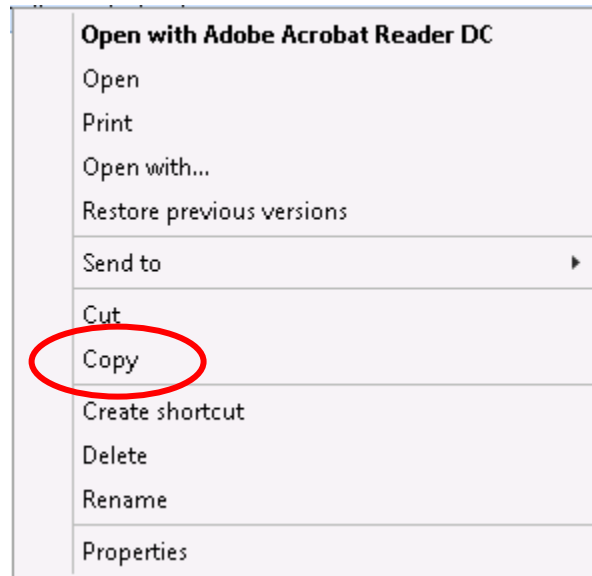 Open with Adobe Acrobat Reader DC
Open
Print
Open with...
Restore previous versions
Send to
Cut
Copy
Create shortcut
Delete
Rename
Properties